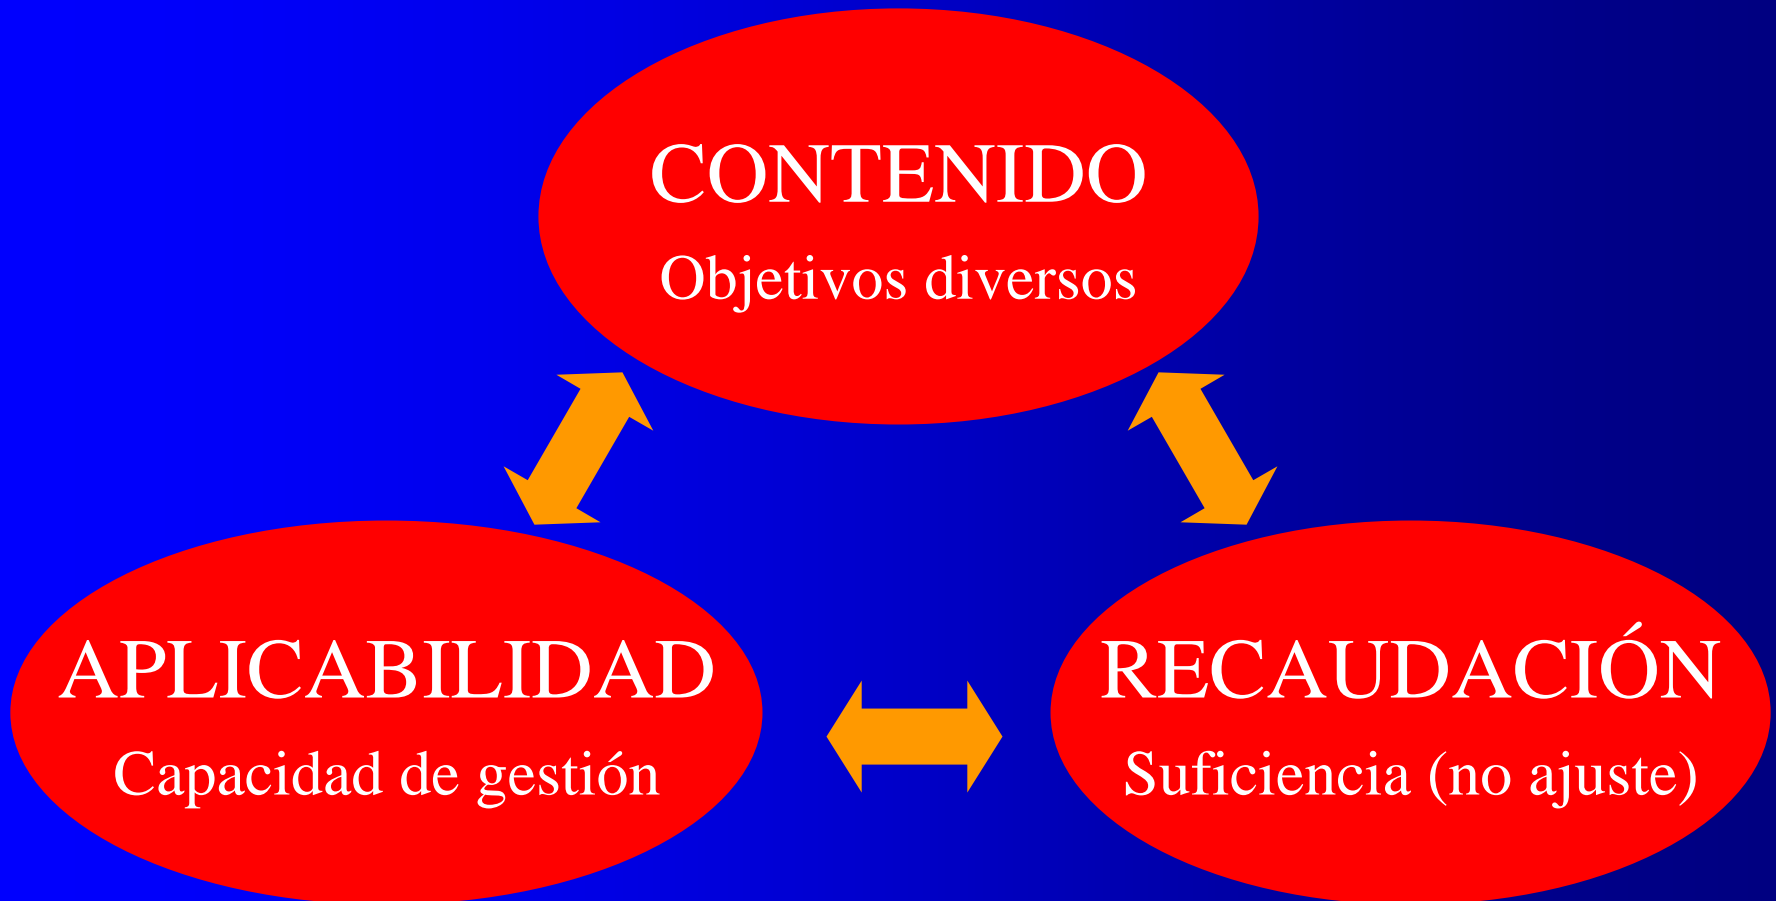 CONTENIDO
Objetivos diversos
APLICABILIDAD
Capacidad de gestión
RECAUDACIÓN
Suficiencia (no ajuste)